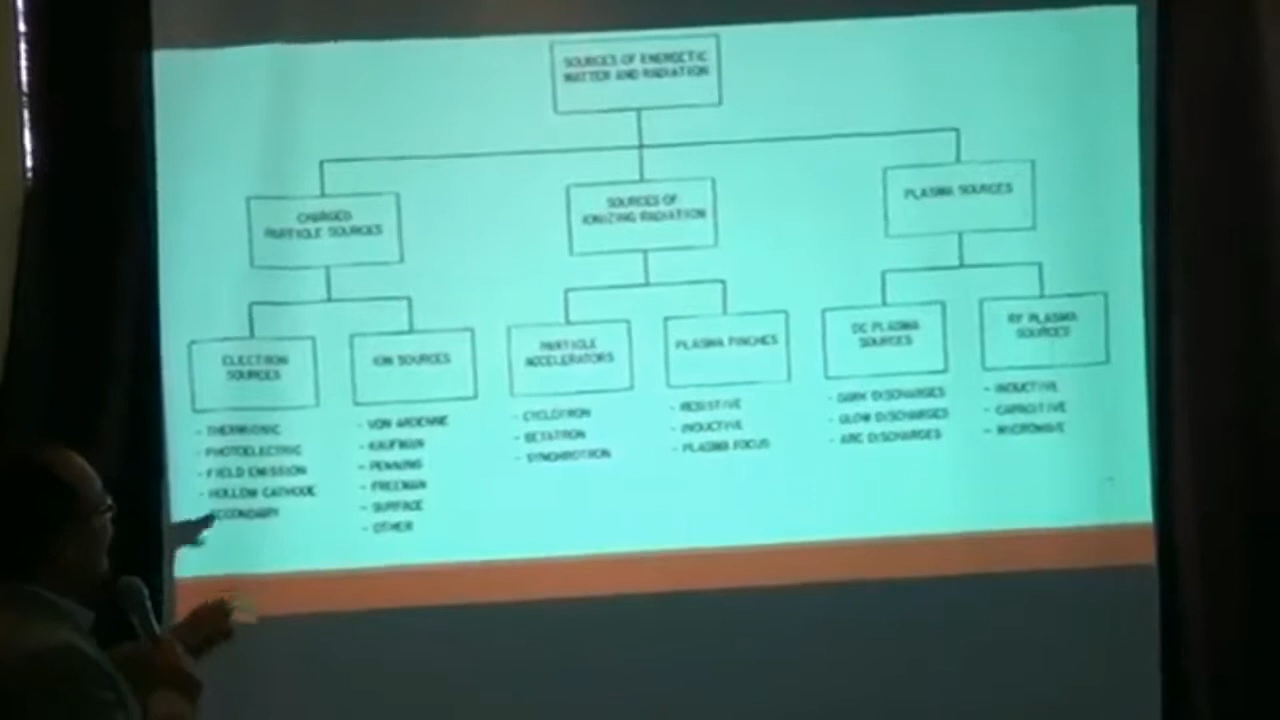 SOURCES OF ENERGETIC
MATTER AND RADIATION
CHARGED
PARTICLE SOURCES
SOURCES OF
IONIZING RADIATION
PLASMA SOURCES
ELECTRON
SOURCES
ION SOURCES
PARTICLE
ACCELERATORS
PLASMA PINCHES
DC PLASMA
SOURCES
RF PLASMA
SOURCES
- THERMIONIC
- PHOTOELECTRIC
- FIELD EMISSION
- HOLLOW CATHODE
SECONDARY
- VON ARDENNE
- KAUFMAN
- PENNING
- FREEMAN
- SURFACE
- OTHER
- CYCLOTRON
- BETATRON
- SYNCHROTRON
- RESISTIVE
- INDUCTIVE
- PLASMA FOCUS
- DARK DISCHARGES
- GLOW DISCHARGES
- ARC DISCHARGES
- INDUCTIVE
- CAPACITIVE
- MICROWAVE